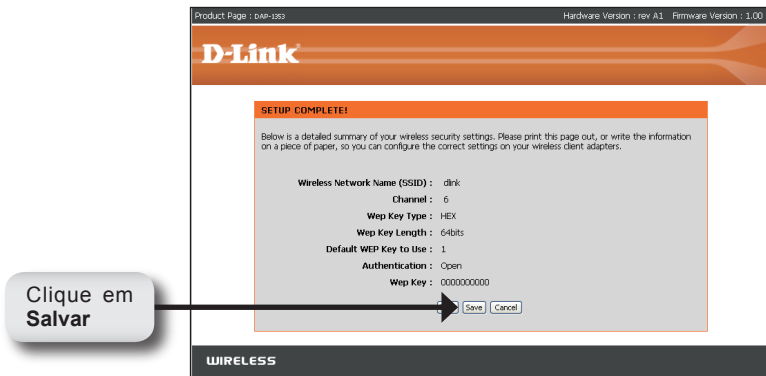 Product Page : DAP-1353 Hardware Version : rev A1 Firmware Version : 1.00
D-Link
SETUP COMPLETE!
Below is a detailed summary of your wireless security settings. Please print this page out, or write the information
on a piece of paper, so you can configure the correct settings on your wireless client adapters.
Wireless Network Name (SSID) : dlink
Channel : 6
Wep Key Type : HEX
Wep Key Length : 64bits
Default WEP Key to Use : 1
Authentication : Open
Wep Key : 0000000000
Save Cancel
Clique em
Salvar
WIRELESS